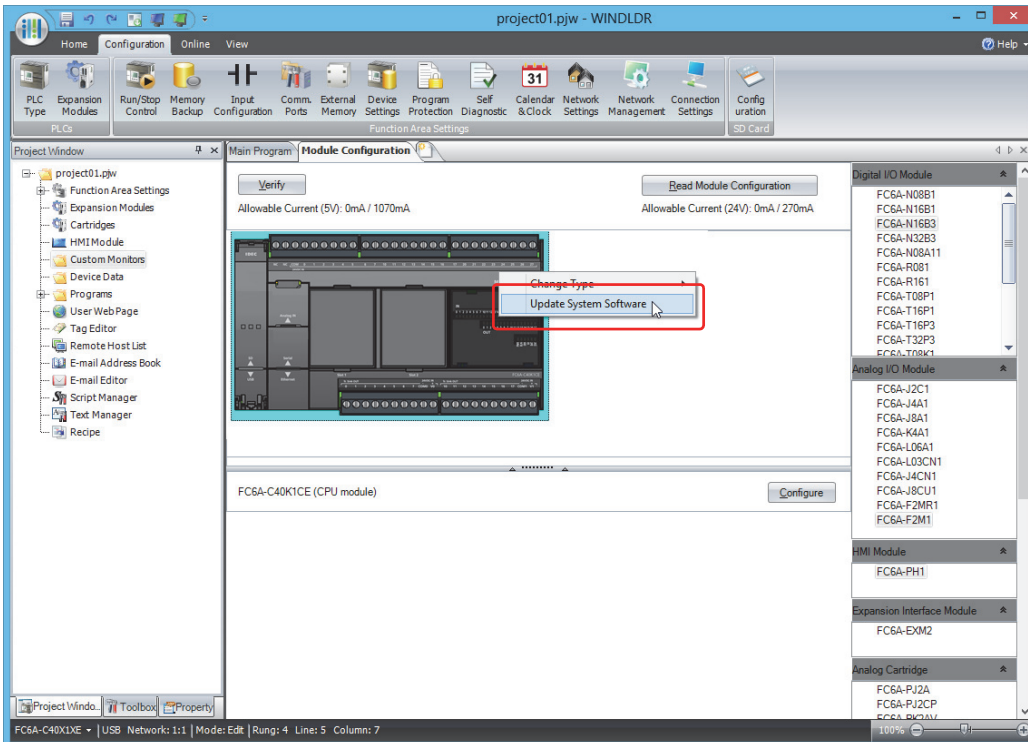 project01.pjw - WINDLDR
Home Configuration Online View
Help
PLC Type
Expansion Modules
Run/Stop Control
Memory Backup
Input Configuration
Comm. Ports
External Memory
Device Settings
Program Protection
Self Diagnostic
Calendar &Clock
Network Settings
Network Management
Connection Settings
Config uration
31
PLCs
Function Area Settings
SD Card
Project Window
Main Program
Module Configuration
project01.pjw
Function Area Settings
Expansion Modules
Cartridges
HMI Module
Custom Monitors
Device Data
Programs
User Web Page
Tag Editor
Remote Host List
E-mail Address Book
E-mail Editor
Script Manager
Text Manager
Recipe
Project Windo..
Toolbox
Property
Verify
Read Module Configuration
Allowable Current (5V): 0mA / 1070mA
Allowable Current (24V): 0mA / 270mA
Change Type
Update System Software
FC6A-C40K1CE (CPU module)
Configure
Digital I/O Module
FC6A-N08B1
FC6A-N16B1
FC6A-N16B3
FC6A-N32B3
FC6A-N08A11
FC6A-R081
FC6A-R161
FC6A-T08P1
FC6A-T16P1
FC6A-T16P3
FC6A-T32P3
FC6A-T08K1
Analog I/O Module
FC6A-J2C1
FC6A-J4A1
FC6A-J8A1
FC6A-K4A1
FC6A-L06A1
FC6A-L03CN1
FC6A-J4CN1
FC6A-J8CU1
FC6A-F2MR1
FC6A-F2M1
HMI Module
FC6A-PH1
Expansion Interface Module
FC6A-EXM2
Analog Cartridge
FC6A-PJ2A
FC6A-PJ2CP
FC6A-PK2AV
FC6A-C40X1XE | USB Network: 1:1 | Mode: Edit | Rung: 4 Line: 5 Column: 7
100%